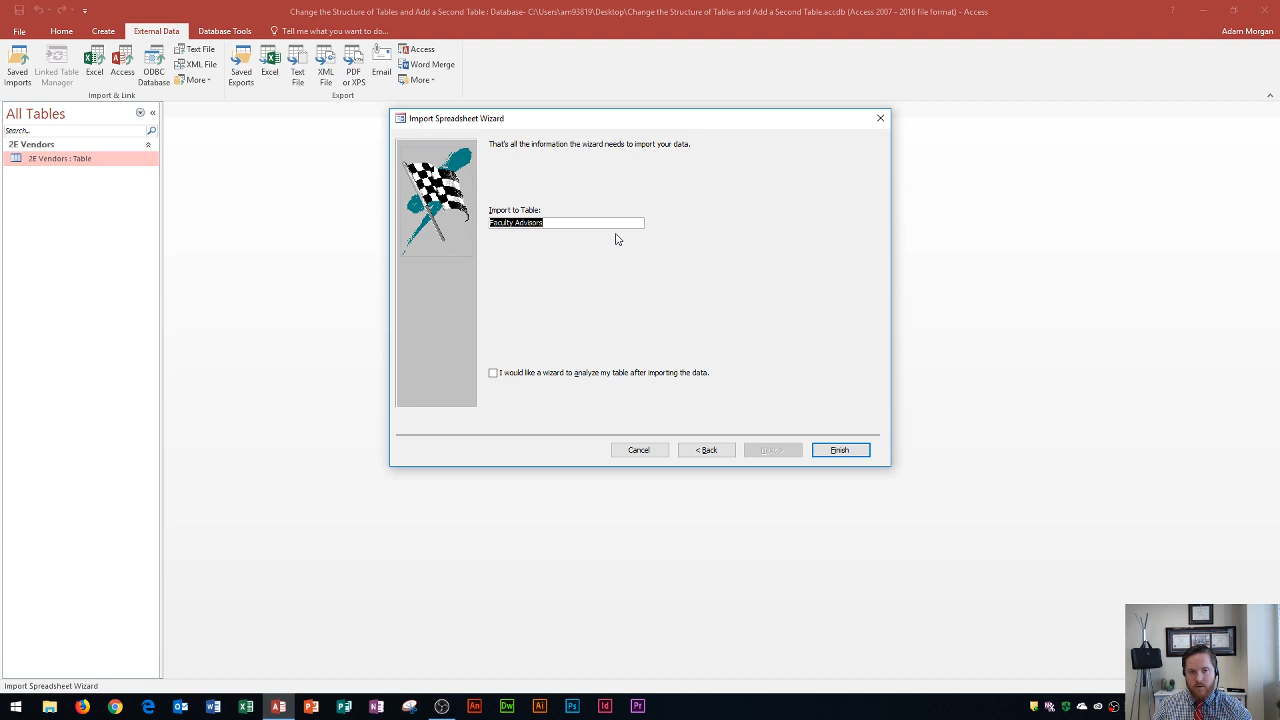 Change the Structure of Tables and Add a Second Table : Database- C:\Users\am93819\Desktop\Change the Structure of Tables and Add a Second Table.accdb (Access 2007 - 2016 file format) - Access
File Home Create External Data Database Tools Tell me what you want to do... Adam Morgan
Saved Imports
Linked Table Manager
Excel
Access
ODBC Database
Text File
XML File
More
Saved Exports
Excel
Text File
XML File
PDF or XPS
Email
Access
Word Merge
More
Import & Link
Export
All Tables
Search...
2E Vendors
2E Vendors : Table
Import Spreadsheet Wizard
That's all the information the wizard needs to import your data.
Import to Table:
Faculty Advisors
I would like a wizard to analyze my table after importing the data.
Cancel < Back Next > Finish
Import Spreadsheet Wizard